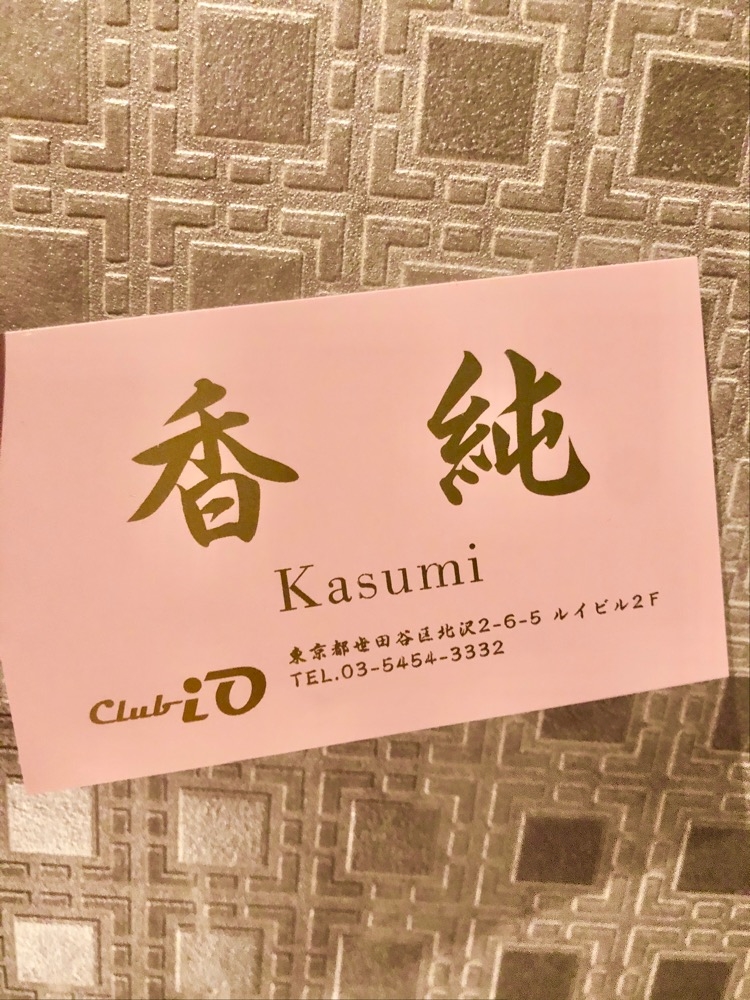 香 純
Kasumi
東京都世田谷区北沢2-6-5 ルイビル2F
TEL.03-5454-3332
Club iO